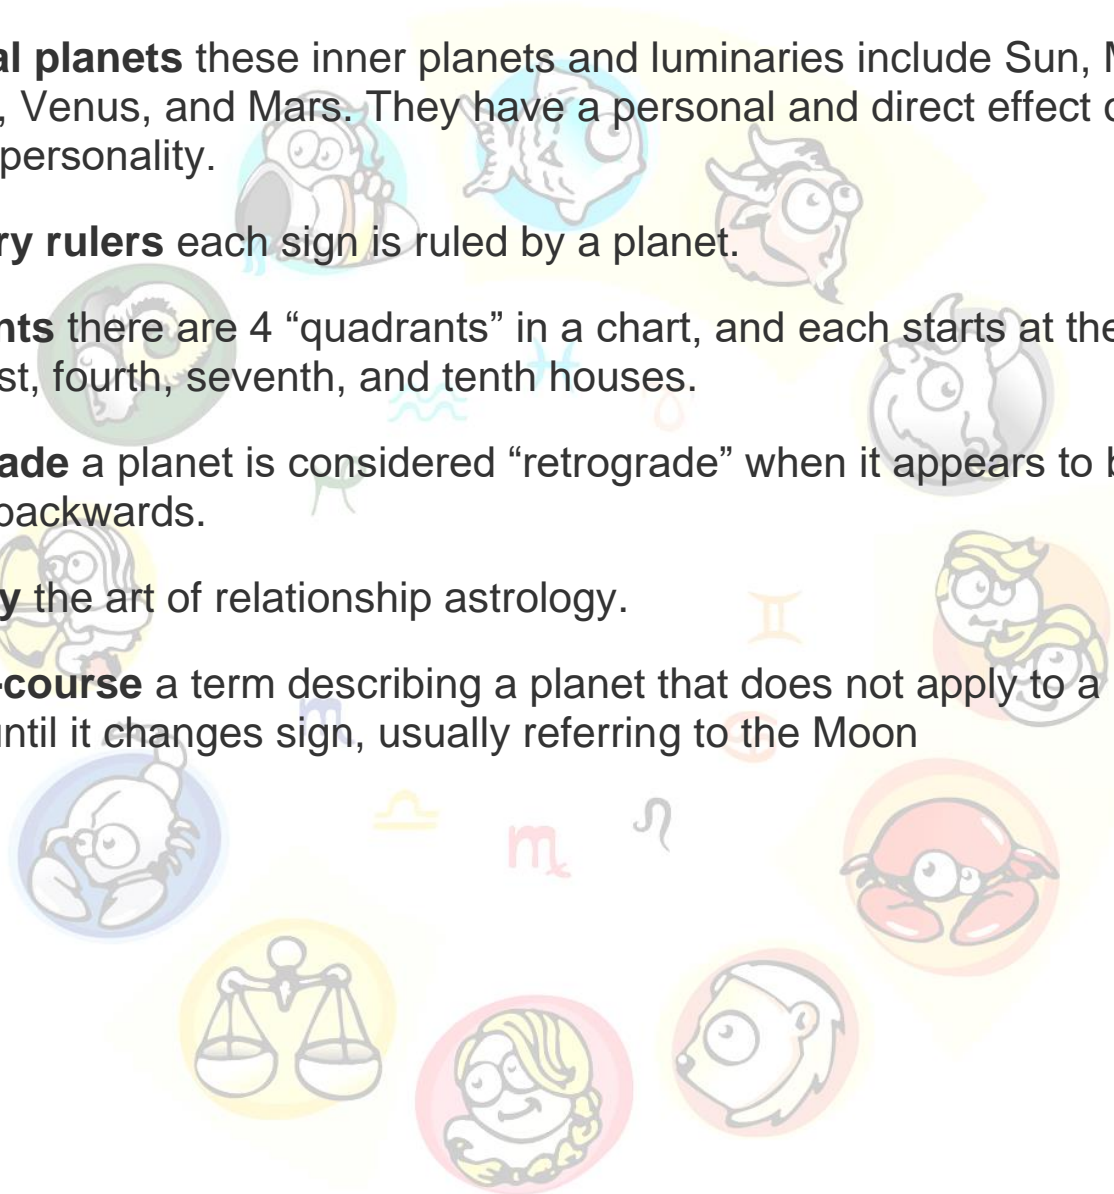 al planets these inner planets and luminaries include Sun, M
, Venus, and Mars. They have a personal and direct effect o
personality.
ry rulers each sign is ruled by a planet.
nts there are 4 “quadrants” in a chart, and each starts at the
st, fourth, seventh, and tenth houses.
ade a planet is considered “retrograde” when it appears to b
backwards.
y the art of relationship astrology.
-course a term describing a planet that does not apply to a
until it changes sign, usually referring to the Moon